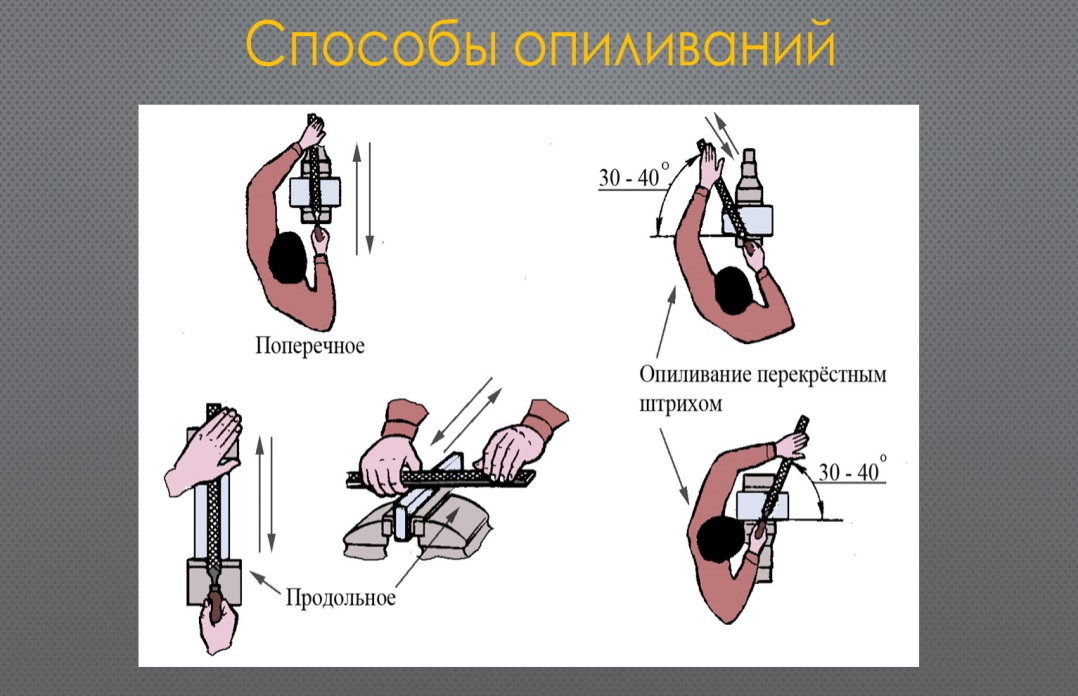 Способы опиливаний
30 - 40°
Поперечное
Опиливание перекрёстным
штрихом
30 - 40°
Продольное